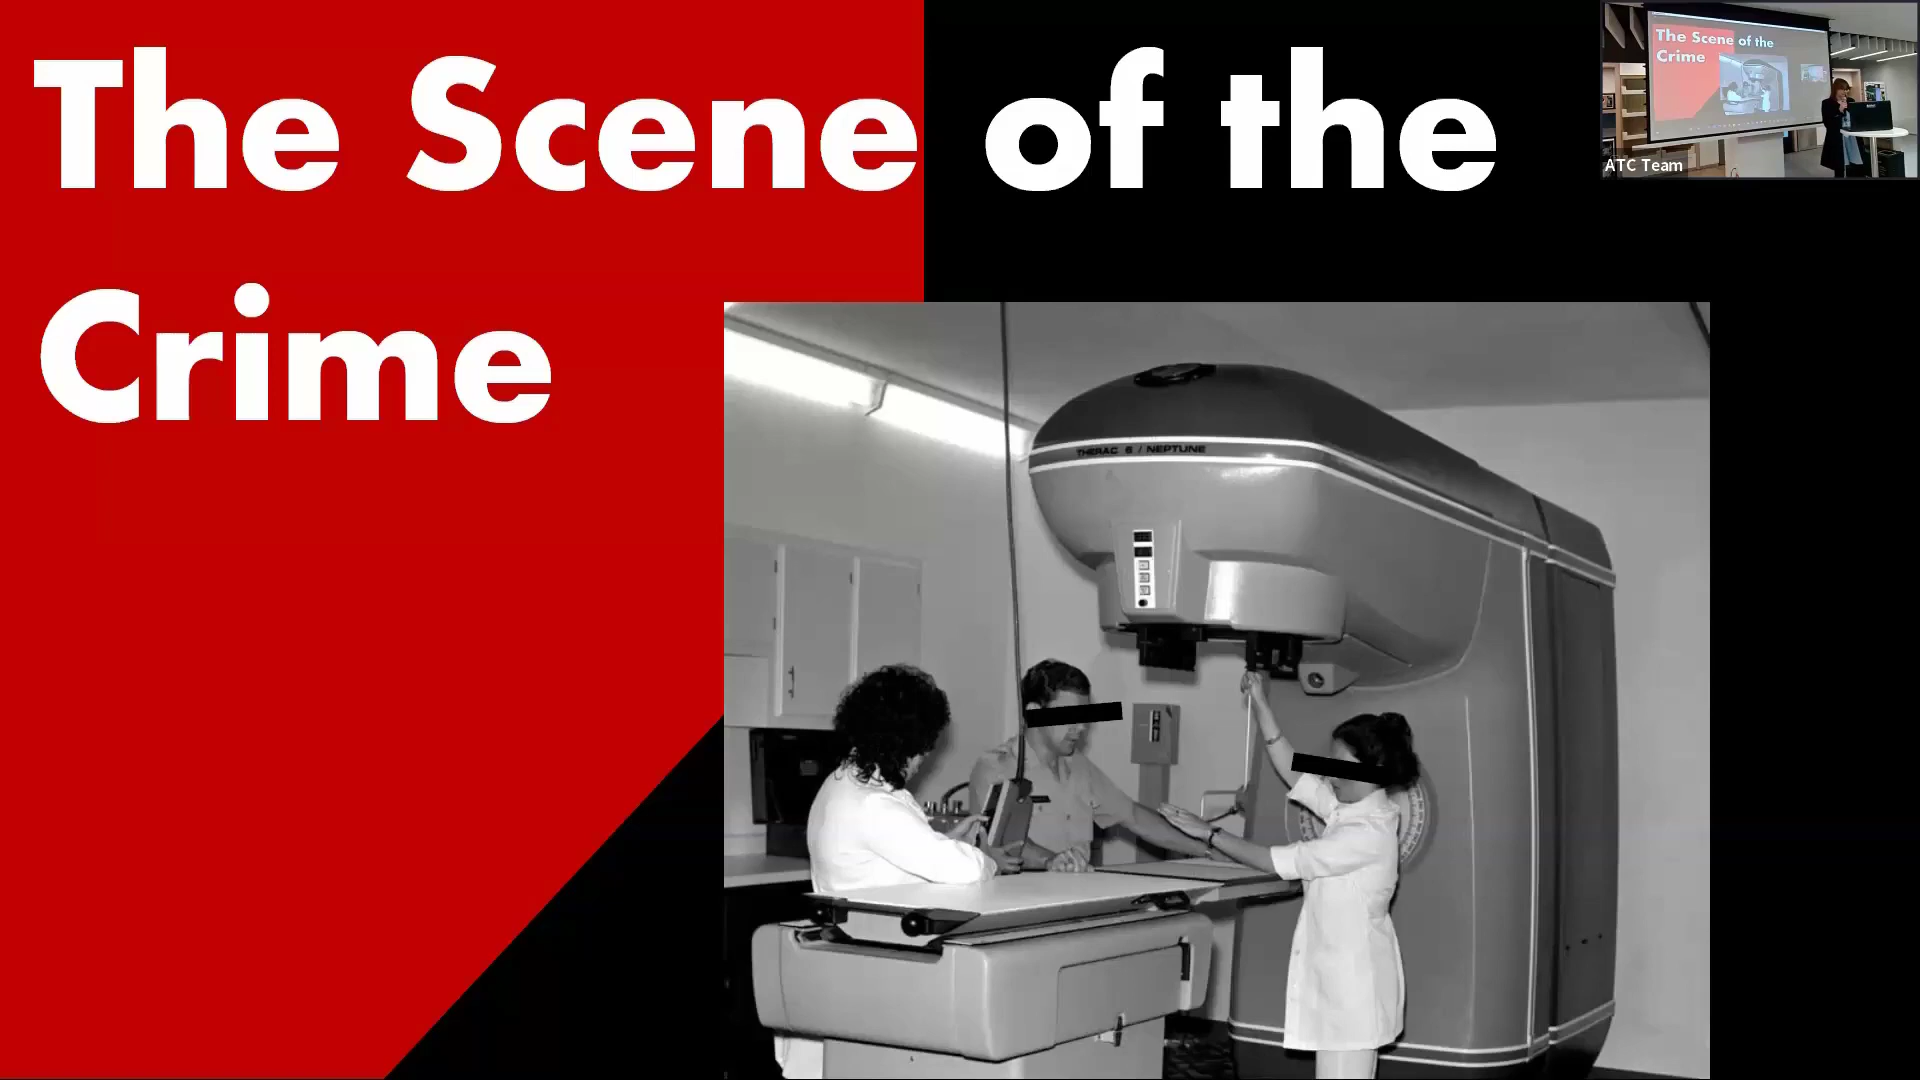 The Scene of the
Crime
THERAC 6 / NEPTUNE
The Scene of the
Crime
ATC Team